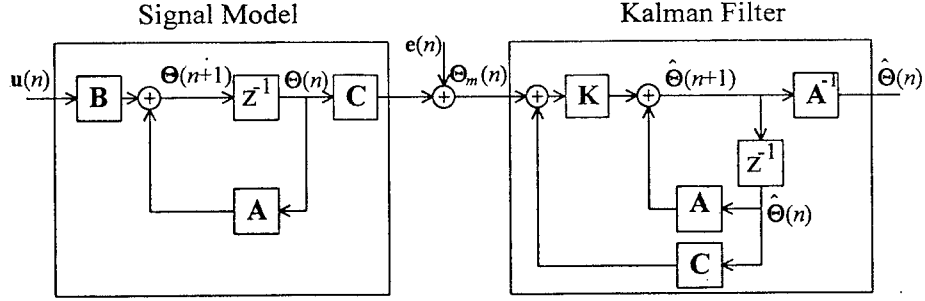 Signal Model
Kalman Filter
u(n)
B
Θ(n+1)
z⁻¹
Θ(n)
C
A
e(n)
Θₘ(n)
K
Θ̂(n+1)
A⁻¹
Θ̂(n)
z⁻¹
A
Θ̂(n)
C